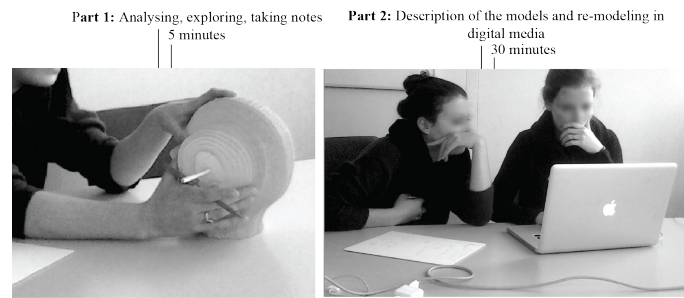 Part 1: Analysing, exploring, taking notes
5 minutes
Part 2: Description of the models and re-modeling in
digital media
30 minutes